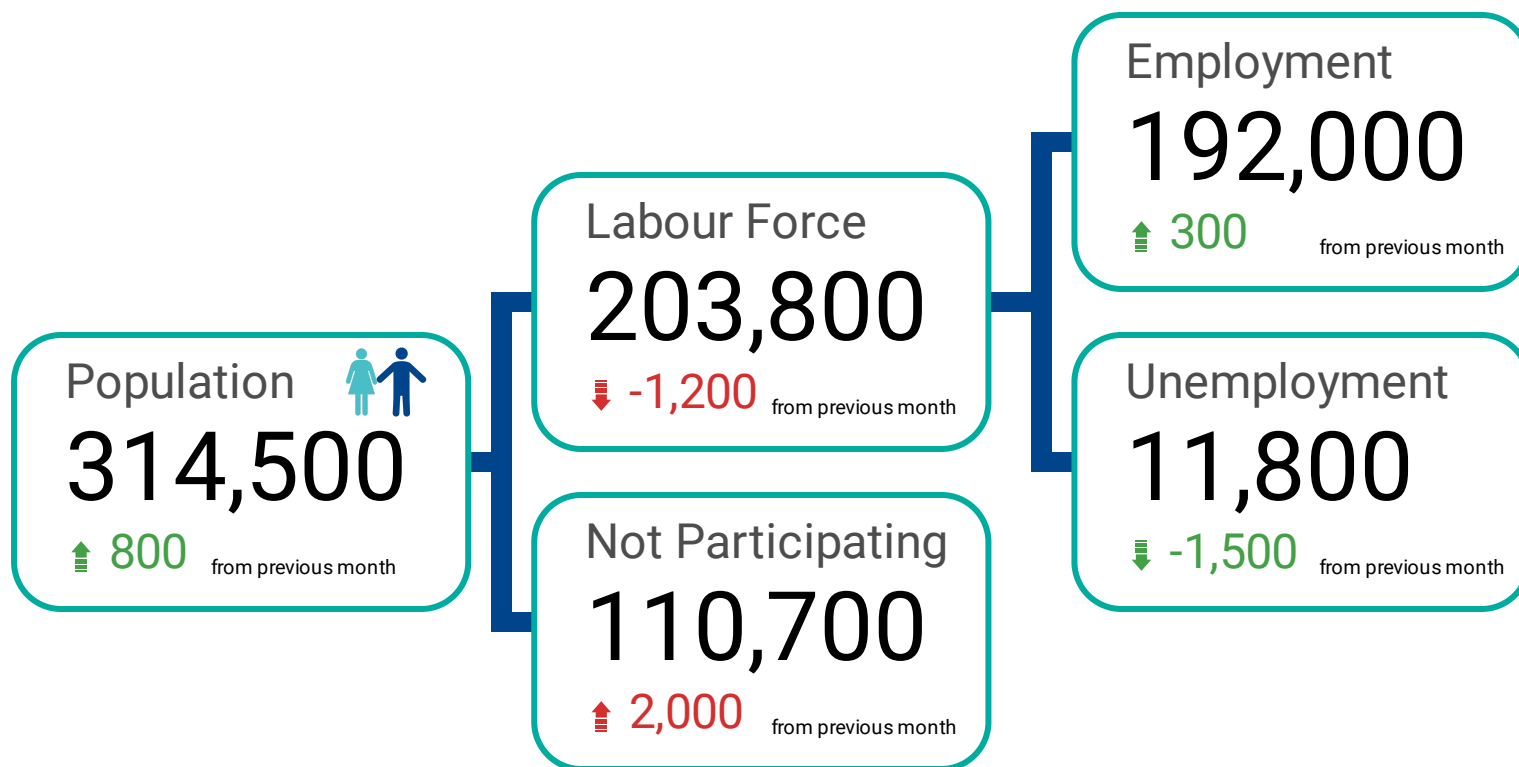 Population
314,500
800 from previous month
Labour Force
203,800
-1,200 from previous month
Not Participating
110,700
2,000 from previous month
Employment
192,000
300 from previous month
Unemployment
11,800
-1,500 from previous month